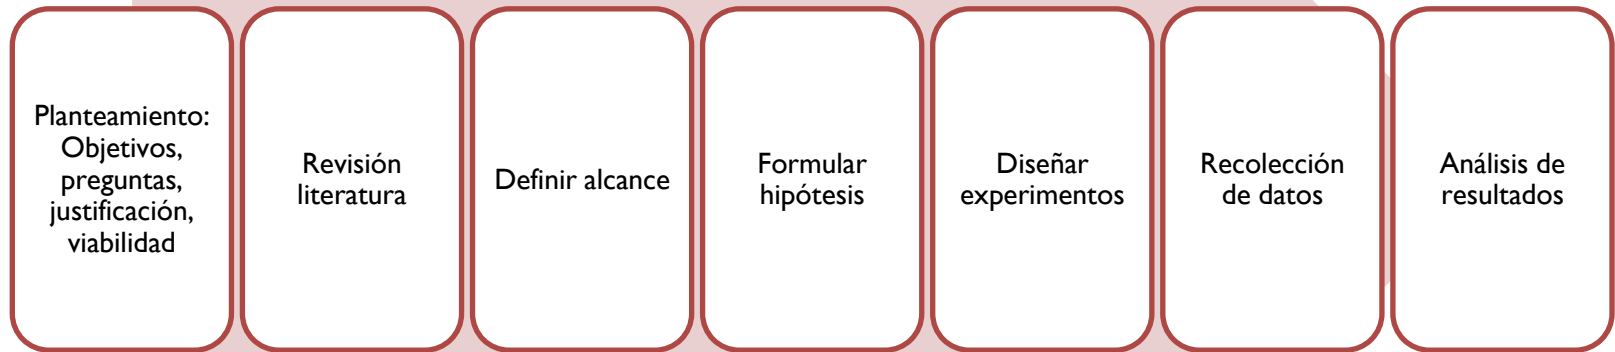 Planteamiento:
Objetivos,
preguntas,
justificación,
viabilidad
Revisión
literatura
Definir alcance
Formular
hipótesis
Diseñar
experimentos
Recolección
de datos
Análisis de
resultados